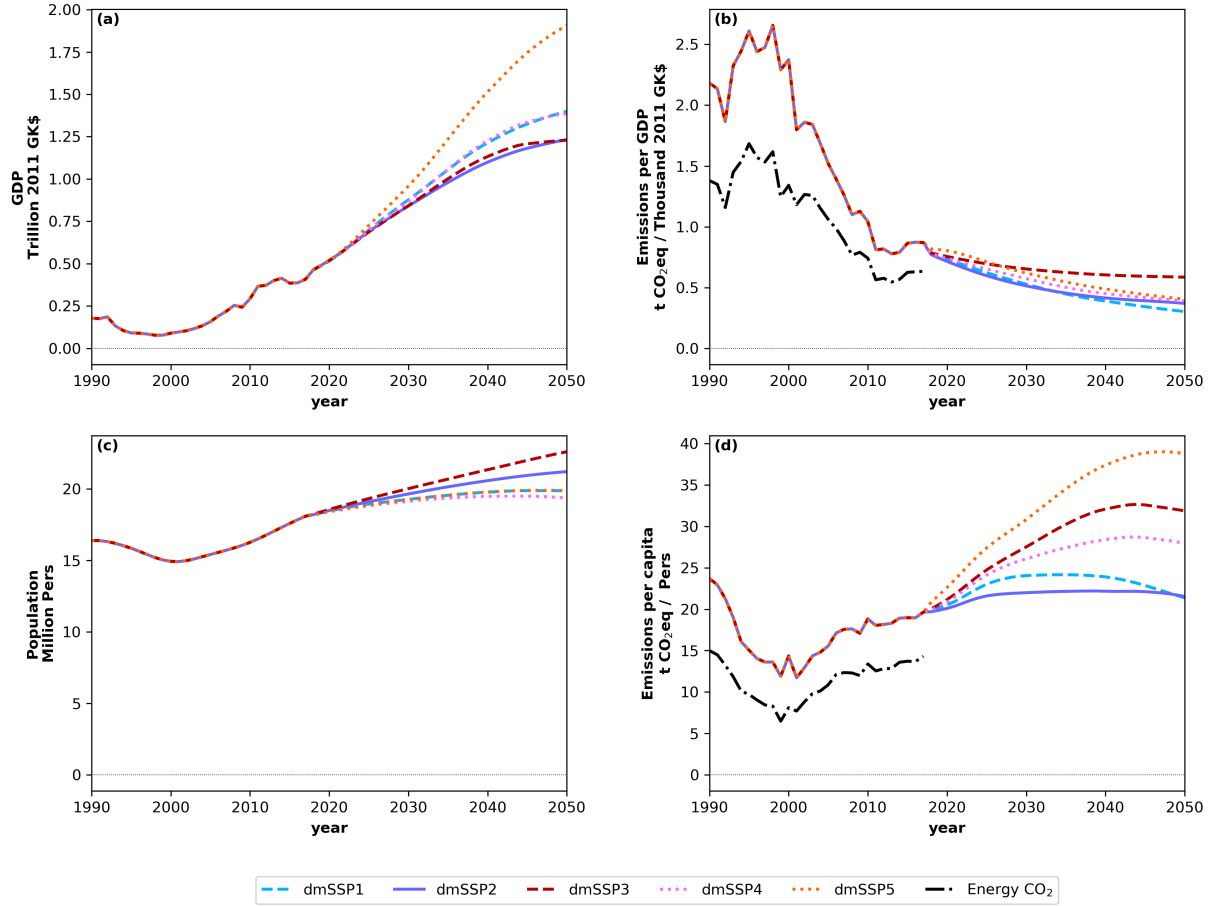 (a)
GDP
Trillion 2011 GK$
2.00
1.75
1.50
1.25
1.00
0.75
0.50
0.25
0.00
1990 2000 2010 2020 2030 2040 2050
year
(b)
Emissions per GDP
t CO₂eq / Thousand 2011 GK$
2.5
2.0
1.5
1.0
0.5
0.0
1990 2000 2010 2020 2030 2040 2050
year
(c)
Population
Million Pers
20
15
10
5
0
1990 2000 2010 2020 2030 2040 2050
year
(d)
Emissions per capita
t CO₂eq / Pers
40
35
30
25
20
15
10
5
0
1990 2000 2010 2020 2030 2040 2050
year
dmSSP1 dmSSP2 dmSSP3 dmSSP4 dmSSP5 Energy CO₂